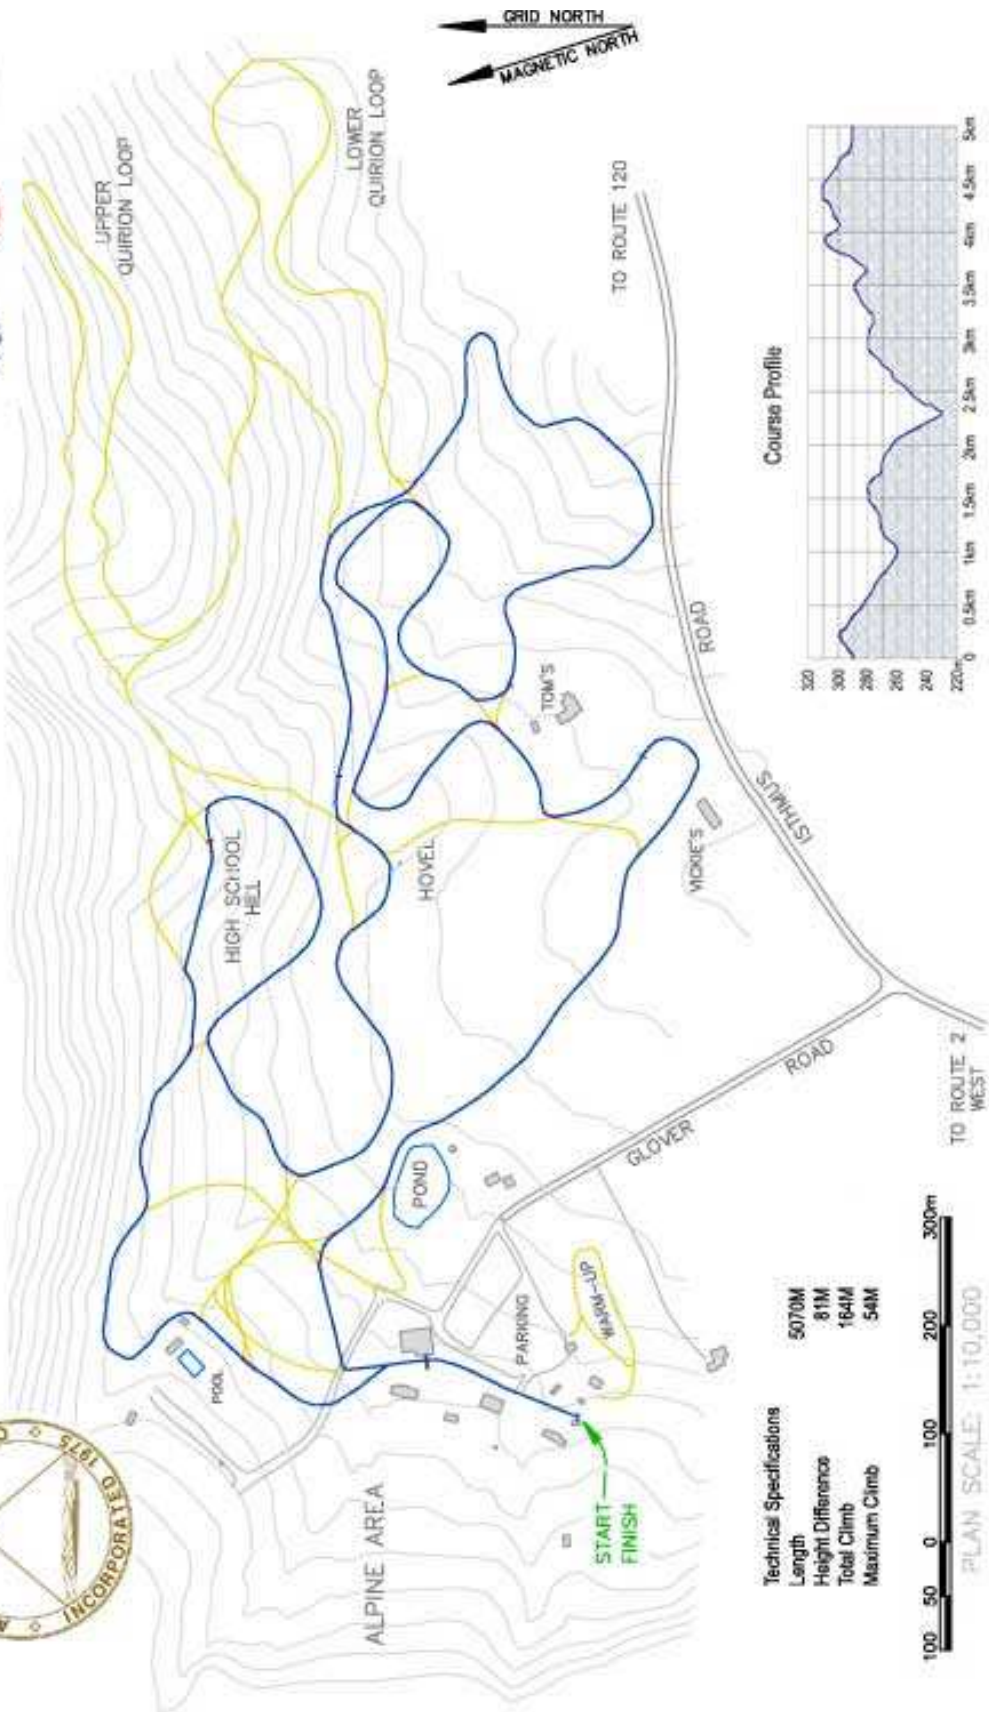 GRID NORTH
MAGNETIC NORTH
UPPER
QUIRION LOOP
LOWER
QUIRION LOOP
TO ROUTE 120
HIGH SCHOOL
HILL
HOVEL
TOM'S
VICKIE'S
ISTHMUS
ROAD
GLOVER
ROAD
TO ROUTE 2
WEST
POND
POOL
PARKING
WARM-UP
ALPINE AREA
START
FINISH
INCORPORATED 1975
Course Profile
320
300
280
260
240
220m
0
0.5km
1km
1.5km
2km
2.5km
3km
3.5km
4km
4.5km
5km
Technical Specifications
Length 5070M
Height Difference 81M
Total Climb 164M
Maximum Climb 54M
100 50 0 100 200 300m
PLAN SCALE: 1:10,000